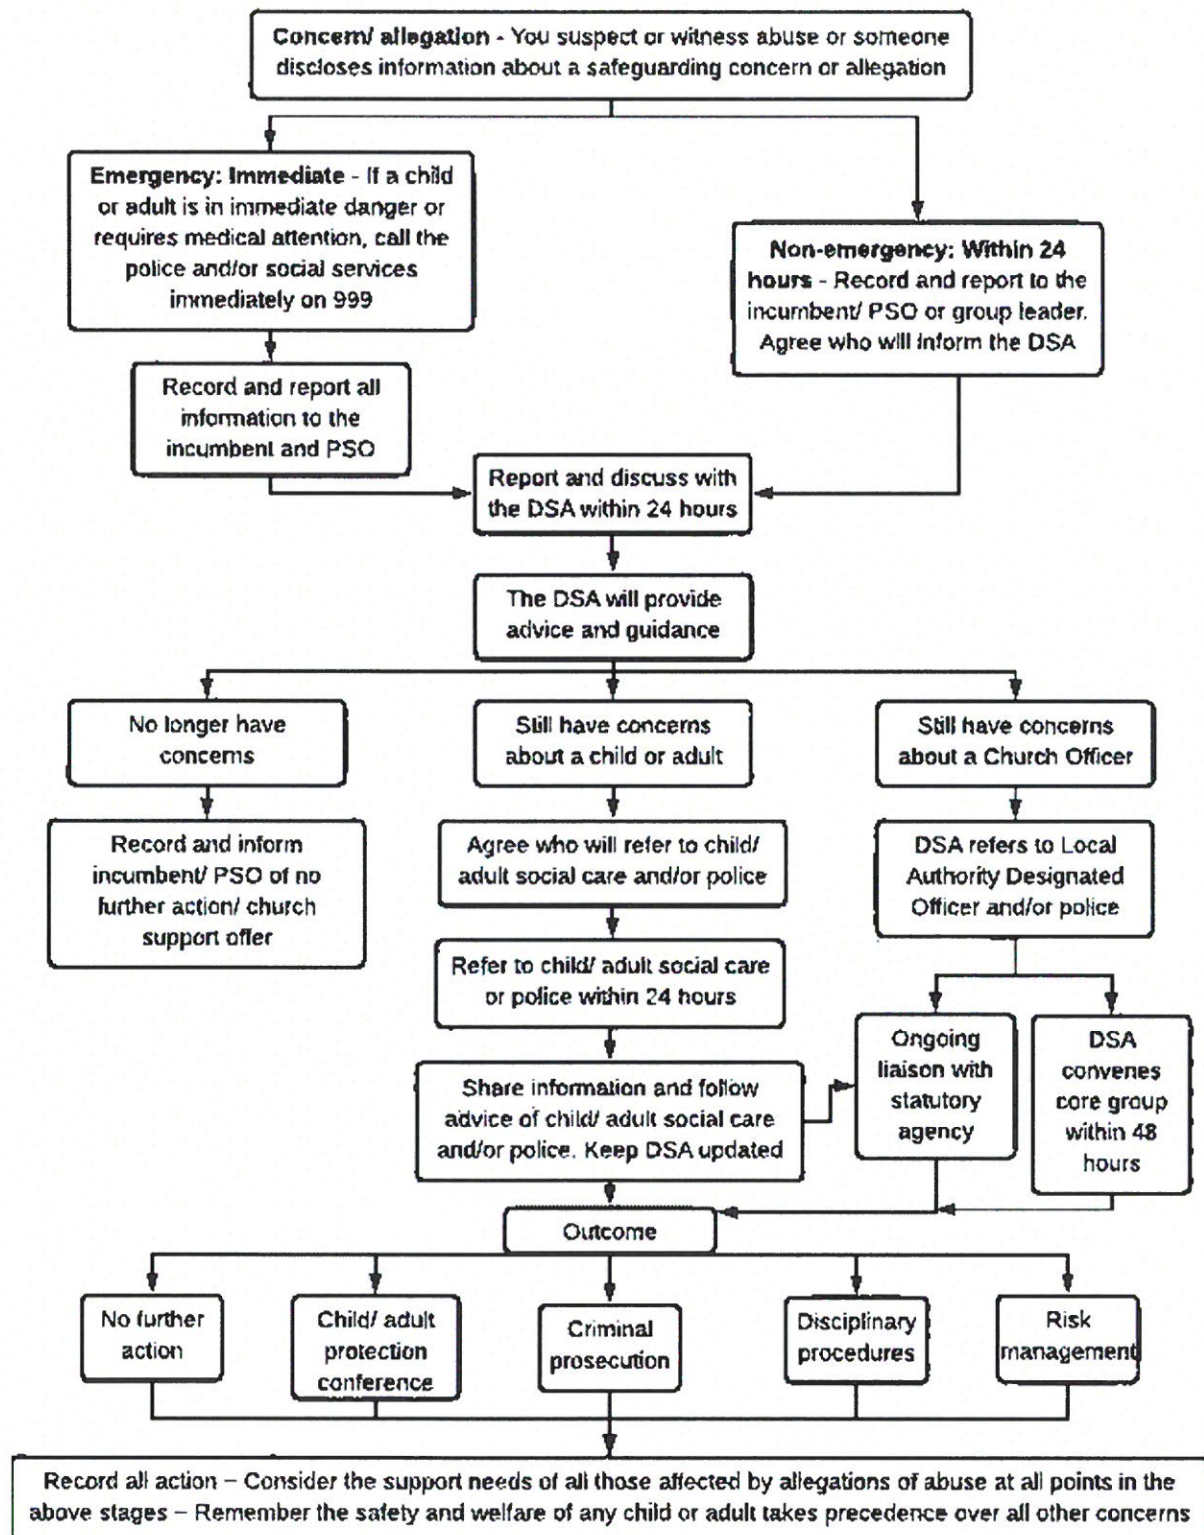 Concern/ allegation - You suspect or witness abuse or someone
discloses information about a safeguarding concern or allegation
Emergency: Immediate - If a child
or adult is in immediate danger or
requires medical attention, call the
police and/or social services
immediately on 999
Non-emergency: Within 24
hours - Record and report to the
incumbent/ PSO or group leader.
Agree who will inform the DSA
Record and report all
information to the
incumbent and PSO
Report and discuss with
the DSA within 24 hours
The DSA will provide
advice and guidance
No longer have
concerns
Still have concerns
about a child or adult
Still have concerns
about a Church Officer
Record and inform
incumbent/ PSO of no
further action/ church
support offer
Agree who will refer to child/
adult social care and/or police
DSA refers to Local
Authority Designated
Officer and/or police
Refer to child/ adult social care
or police within 24 hours
Share information and follow
advice of child/ adult social care
and/or police. Keep DSA updated
Ongoing
liaison with
statutory
agency
DSA
convenes
core group
within 48
hours
Outcome
No further
action
Child/ adult
protection
conference
Criminal
prosecution
Disciplinary
procedures
Risk
management
Record all action – Consider the support needs of all those affected by allegations of abuse at all points in the
above stages – Remember the safety and welfare of any child or adult takes precedence over all other concerns